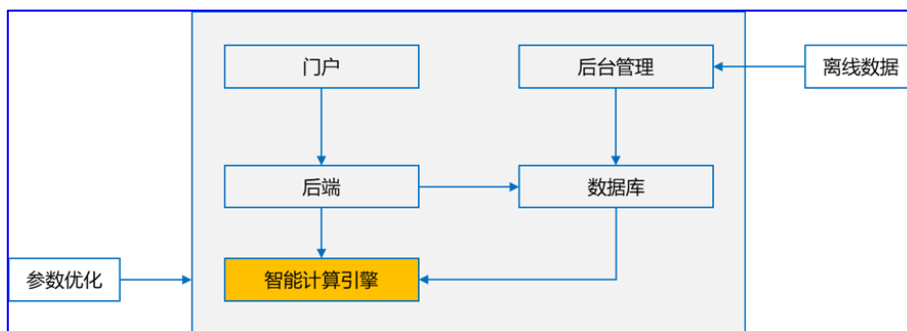 门户
后台管理
离线数据
后端
数据库
参数优化
智能计算引擎